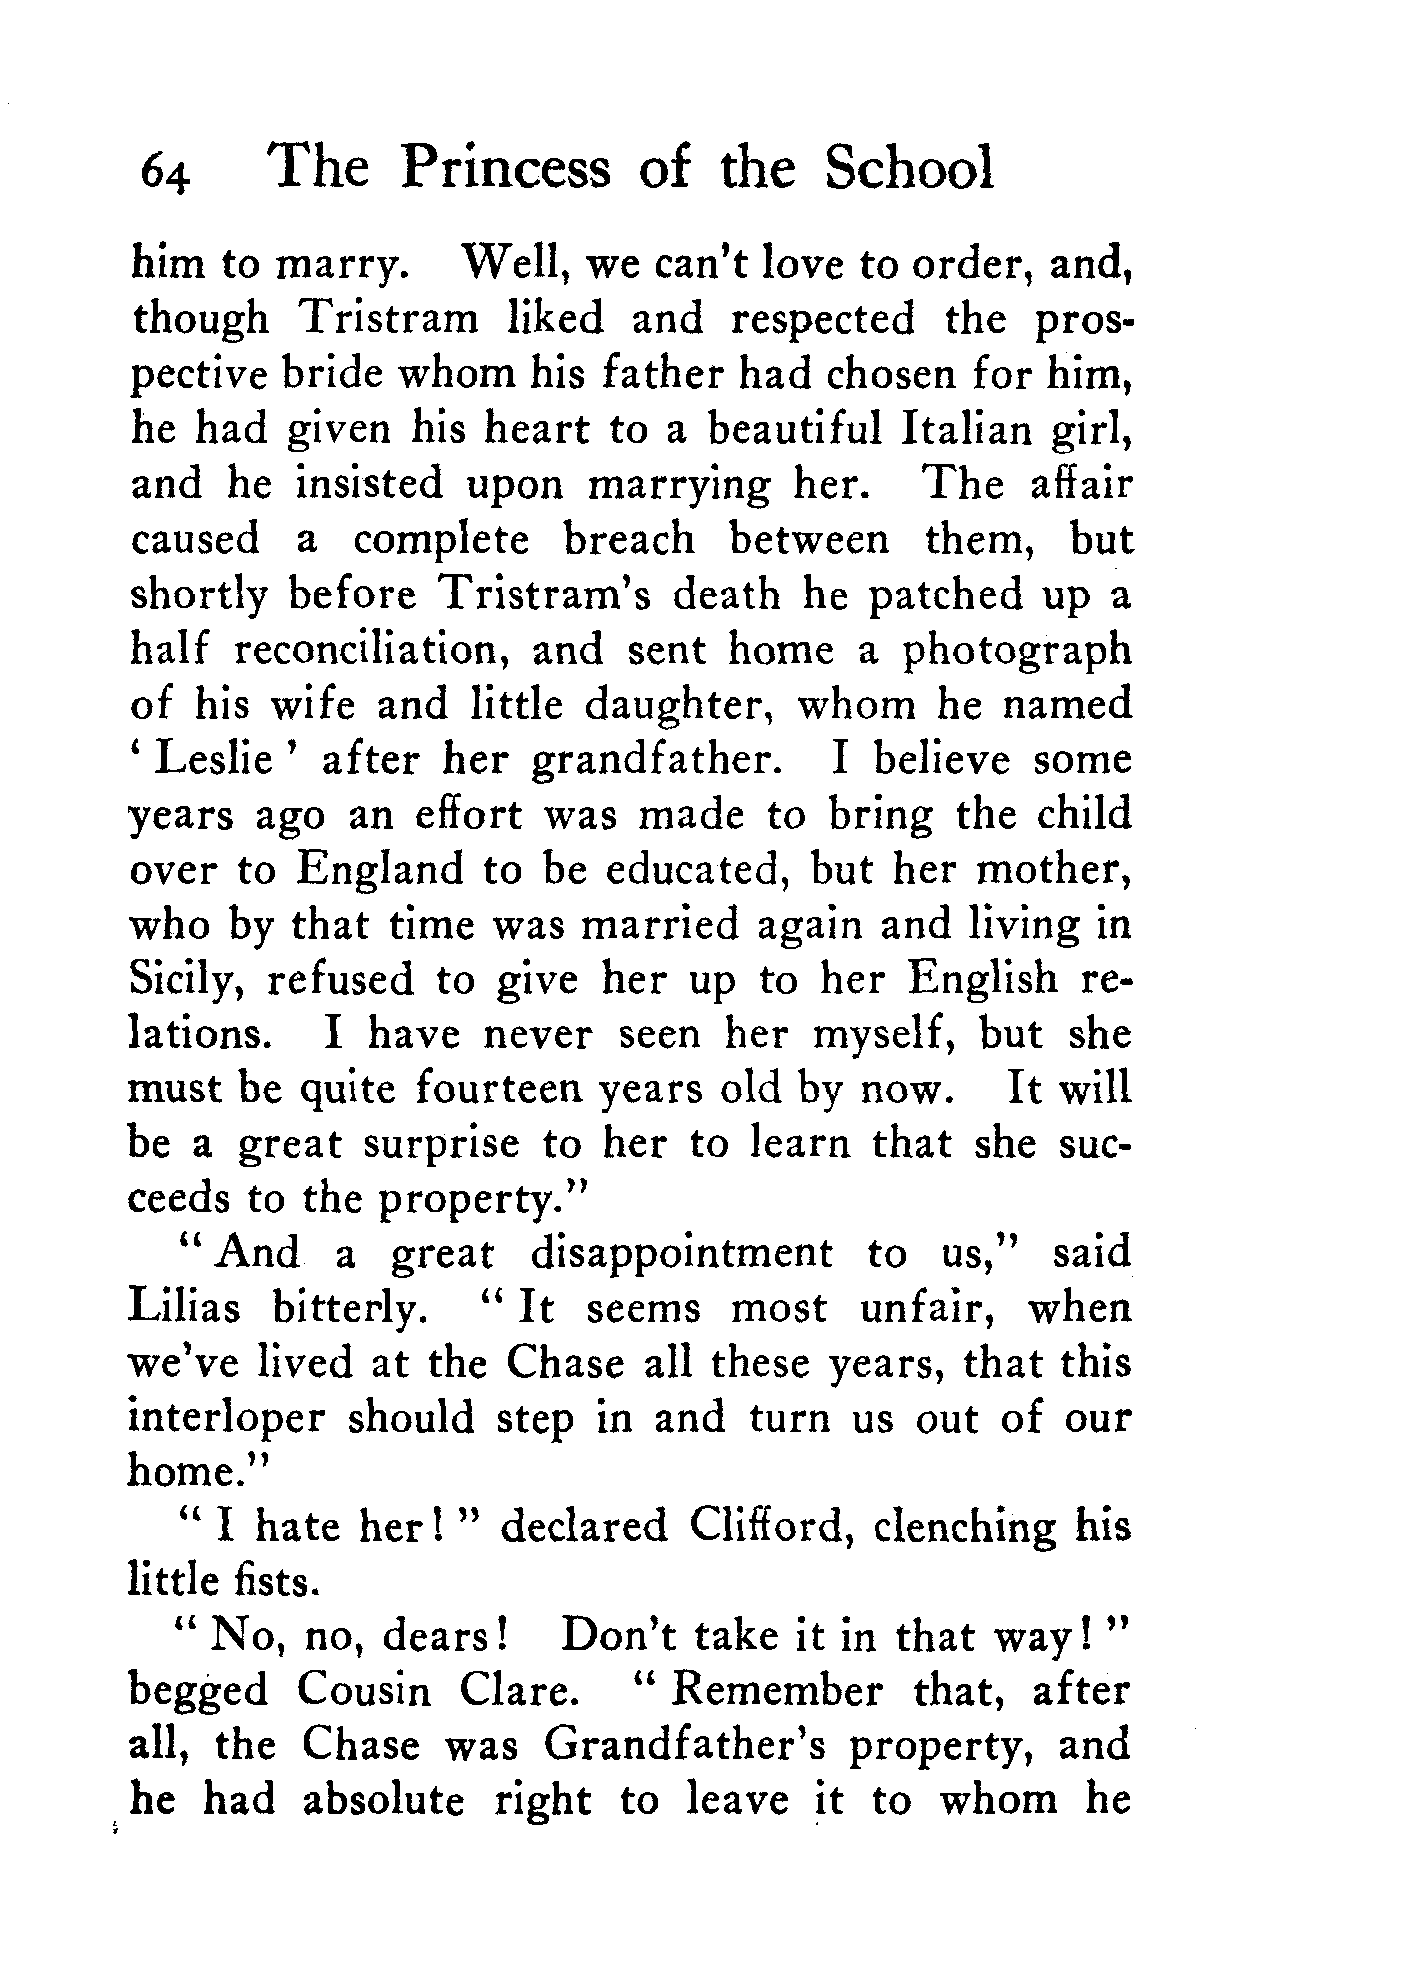 64 The Princess of the School
him to marry. Well, we can't love to order, and,
though Tristram liked and respected the pros-
pective bride whom his father had chosen for him,
he had given his heart to a beautiful Italian girl,
and he insisted upon marrying her. The affair
caused a complete breach between them, but
shortly before Tristram's death he patched up a
half reconciliation, and sent home a photograph
of his wife and little daughter, whom he named
‘ Leslie ’ after her grandfather. I believe some
years ago an effort was made to bring the child
over to England to be educated, but her mother,
who by that time was married again and living in
Sicily, refused to give her up to her English re-
lations. I have never seen her myself, but she
must be quite fourteen years old by now. It will
be a great surprise to her to learn that she suc-
ceeds to the property.”
“ And a great disappointment to us,” said
Lilias bitterly. “ It seems most unfair, when
we've lived at the Chase all these years, that this
interloper should step in and turn us out of our
home.”
“ I hate her! ” declared Clifford, clenching his
little fists.
“ No, no, dears! Don't take it in that way! ”
begged Cousin Clare. “ Remember that, after
all, the Chase was Grandfather's property, and
he had absolute right to leave it to whom he